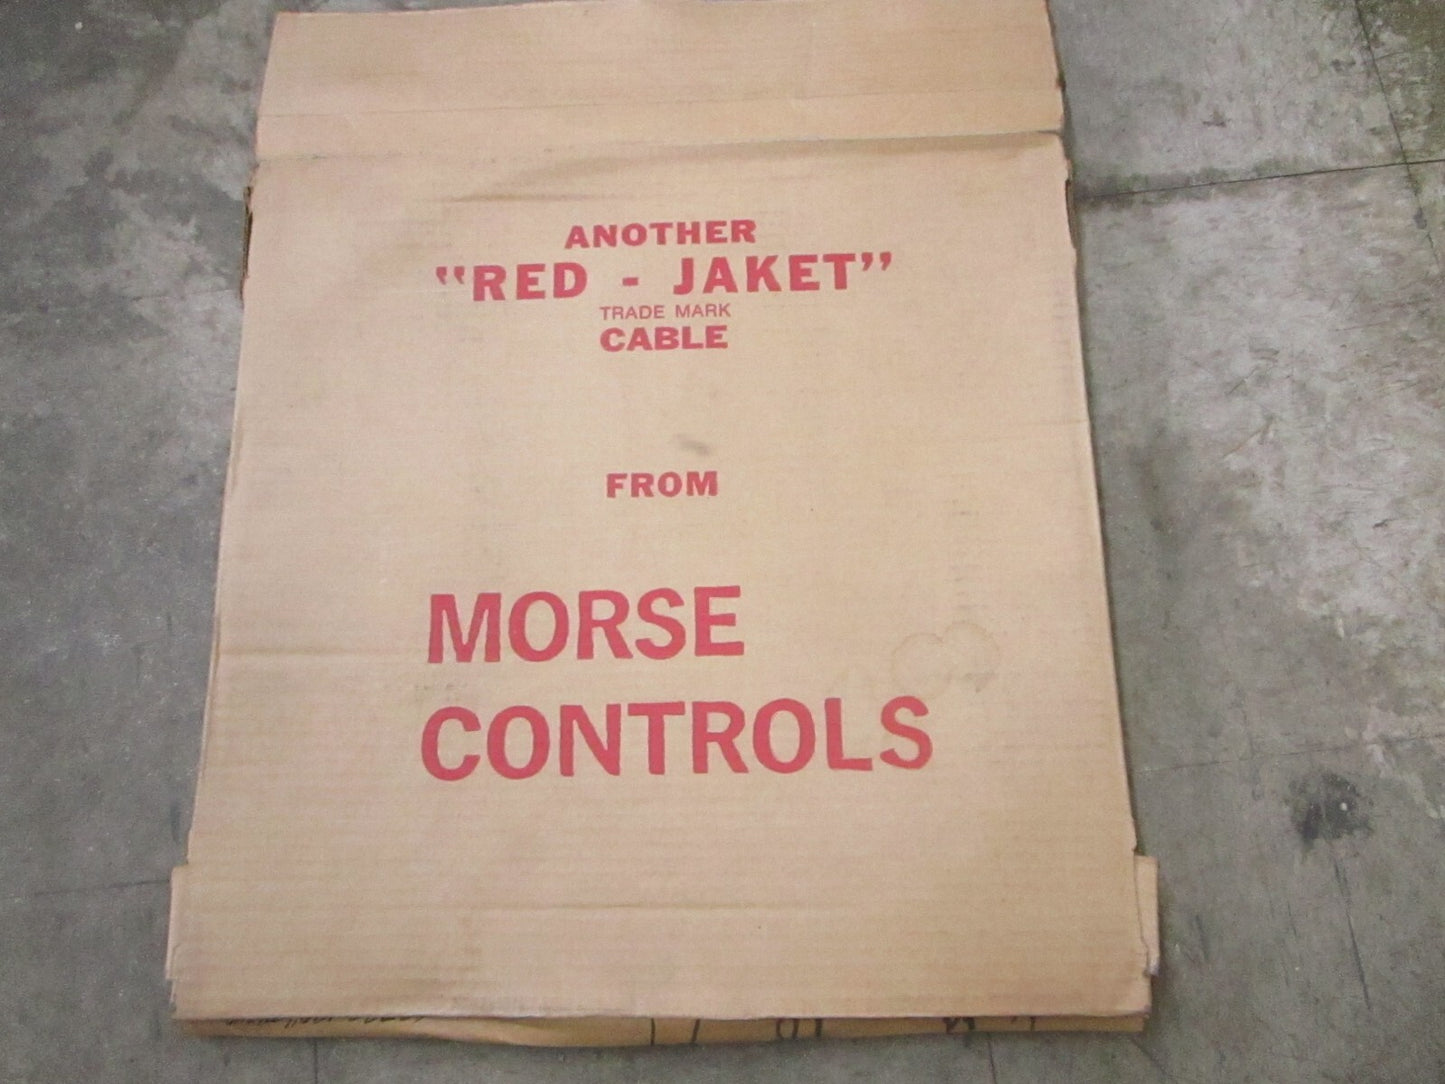 ANOTHER
"RED - JAKET"
TRADE MARK
CABLE
FROM
MORSE
CONTROLS